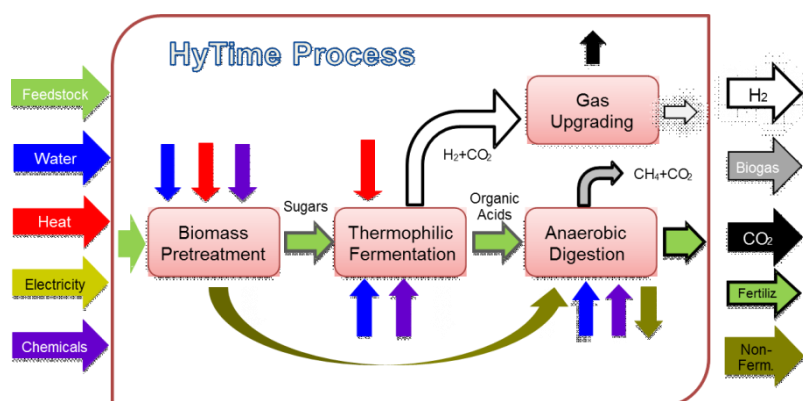 HyTime Process
Feedstock
Water
Heat
Electricity
Chemicals
Biomass
Pretreatment
Sugars
Thermophilic
Fermentation
H₂+CO₂
Organic
Acids
Anaerobic
Digestion
CH₄+CO₂
Gas
Upgrading
H₂
Biogas
CO₂
Fertiliz.
Non-
Ferm.